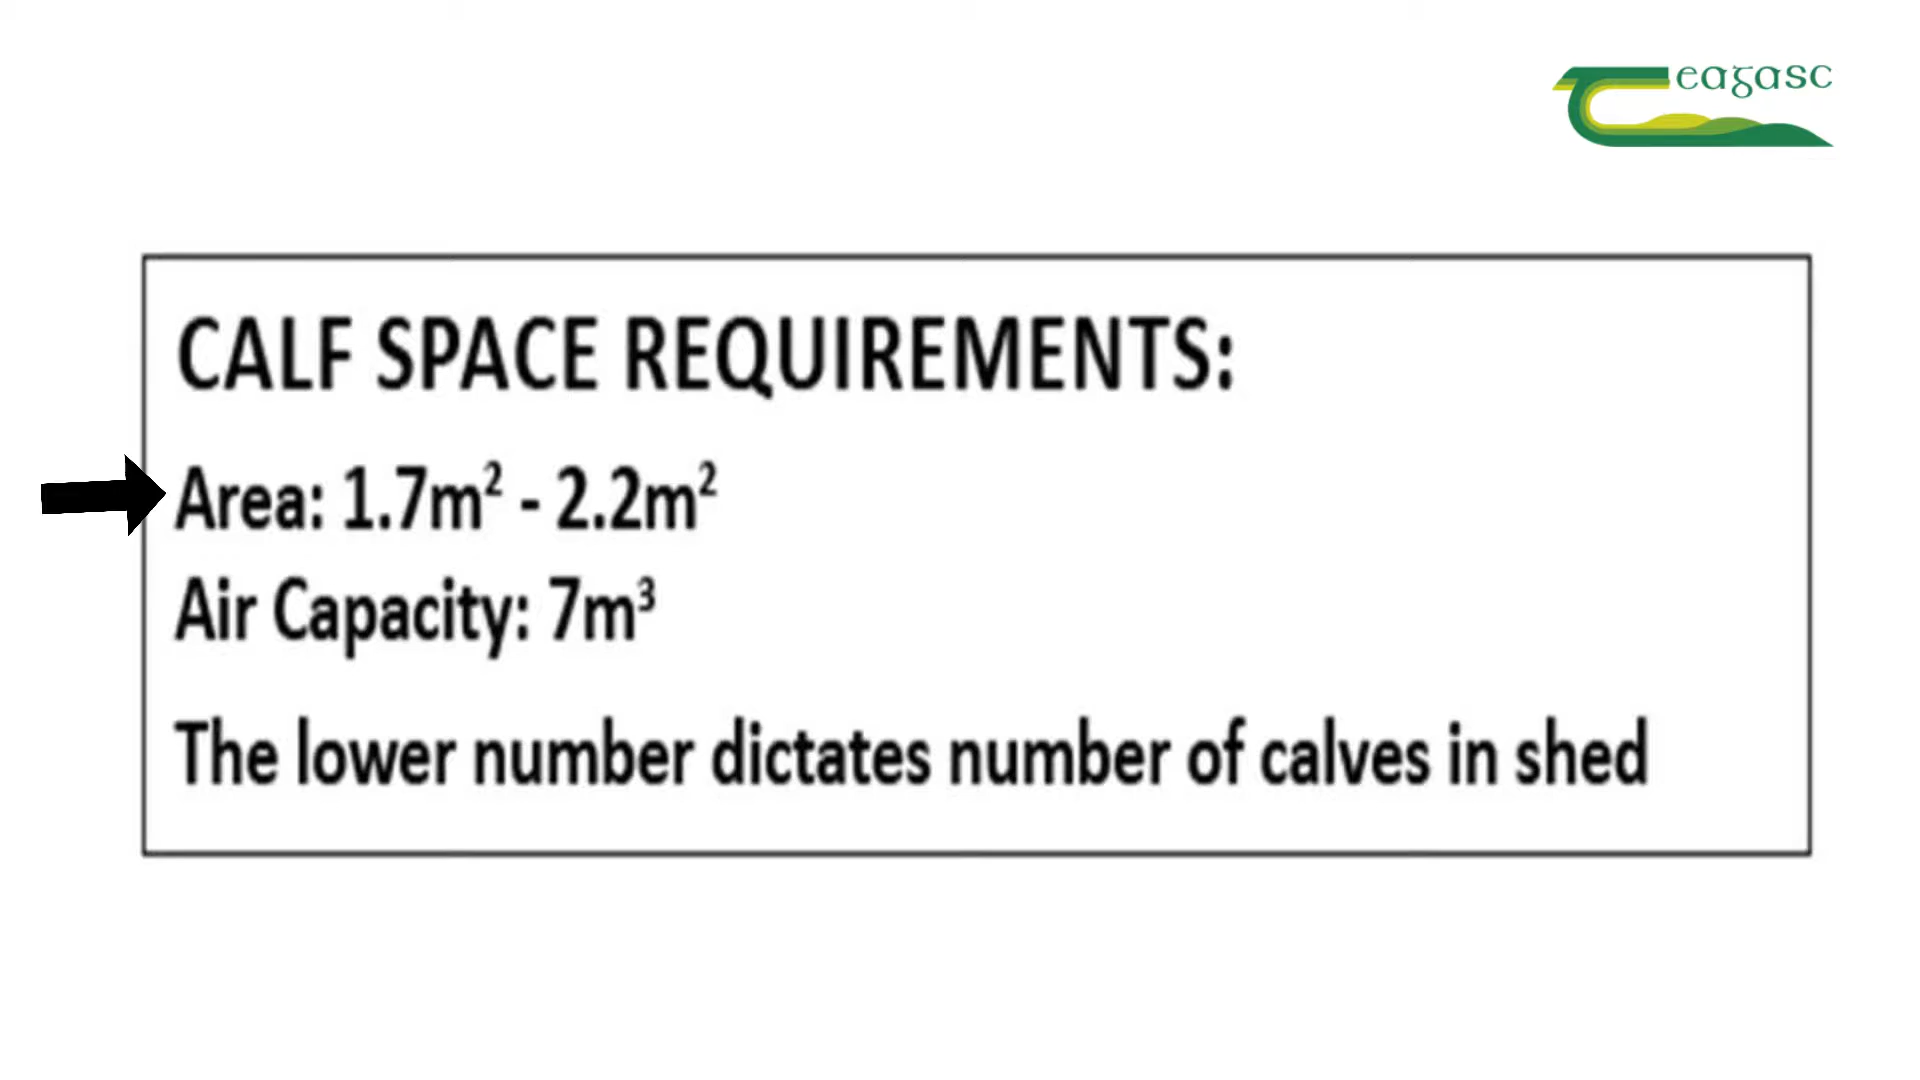 Teagasc
CALF SPACE REQUIREMENTS:
Area: 1.7m² - 2.2m²
Air Capacity: 7m³
The lower number dictates number of calves in shed